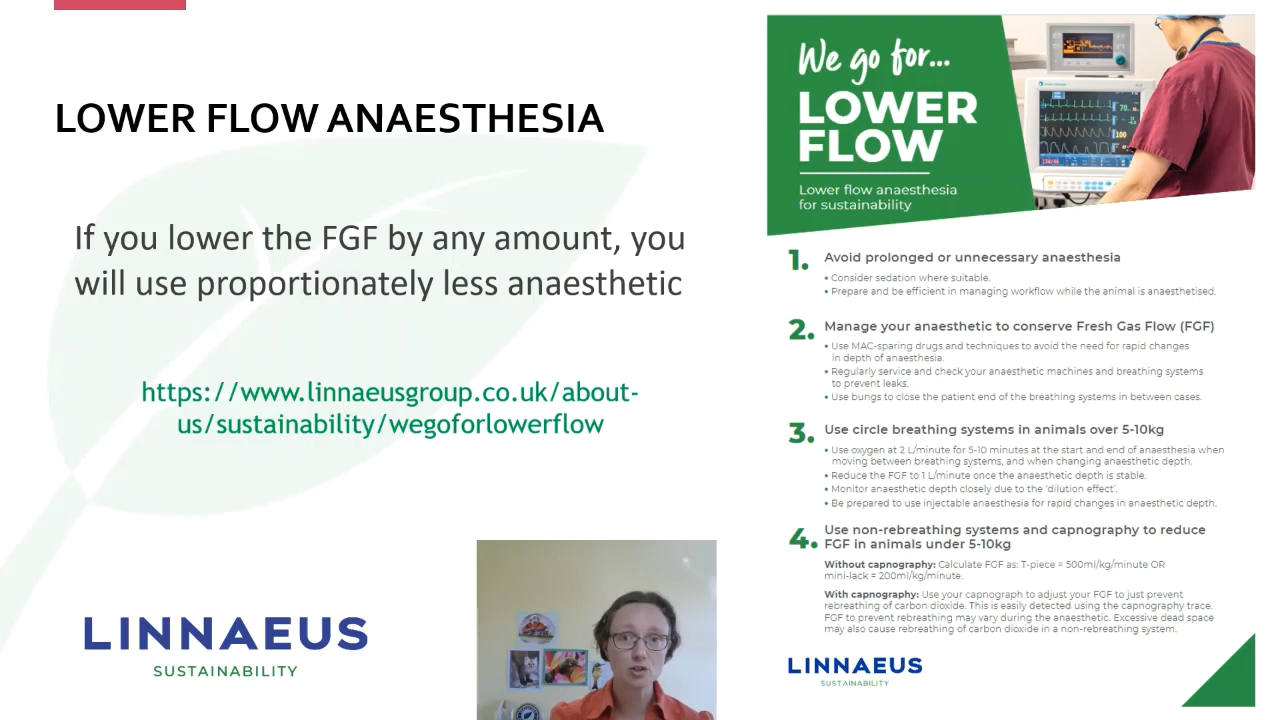 LOWER FLOW ANAESTHESIA
If you lower the FGF by any amount, you
will use proportionately less anaesthetic
https://www.linnaeusgroup.co.uk/about-
us/sustainability/wegoforlowerflow
LINNAEUS
SUSTAINABILITY
We go for...
LOWER
FLOW
Lower flow anaesthesia
for sustainability
1. Avoid prolonged or unnecessary anaesthesia
• Consider sedation where suitable.
• Prepare and be efficient in managing workflow while the animal is anaesthetised.
2. Manage your anaesthetic to conserve Fresh Gas Flow (FGF)
• Use MAC-sparing drugs and techniques to avoid the need for rapid changes
in depth of anaesthesia.
• Regularly service and check your anaesthetic machines and breathing systems
to prevent leaks.
• Use bungs to close the patient end of the breathing systems in between cases.
3. Use circle breathing systems in animals over 5-10kg
• Use oxygen at 2 L/minute for 5-10 minutes at the start and end of anaesthesia when
moving between breathing systems, and when changing anaesthetic depth.
• Reduce the FGF to 1 L/minute once the anaesthetic depth is stable.
• Monitor anaesthetic depth closely due to the 'dilution effect'.
• Be prepared to use injectable anaesthesia for rapid changes in anaesthetic depth.
4. Use non-rebreathing systems and capnography to reduce
FGF in animals under 5-10kg
Without capnography: Calculate FGF as: T-piece = 500ml/kg/minute OR
mini-lack = 200ml/kg/minute.
With capnography: Use your capnograph to adjust your FGF to just prevent
rebreathing of carbon dioxide. This is easily detected using the capnography trace.
FGF to prevent rebreathing may vary during the anaesthetic. Excessive dead space
may also cause rebreathing of carbon dioxide in a non-rebreathing system.
LINNAEUS
SUSTAINABILITY